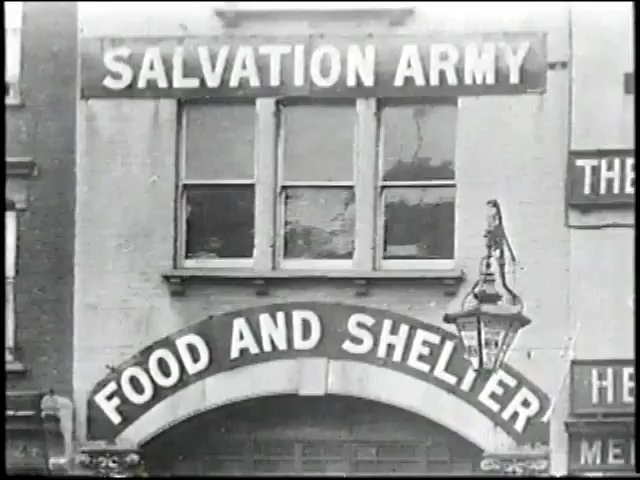 SALVATION ARMY
THE
FOOD AND SHELTER
HE
ME